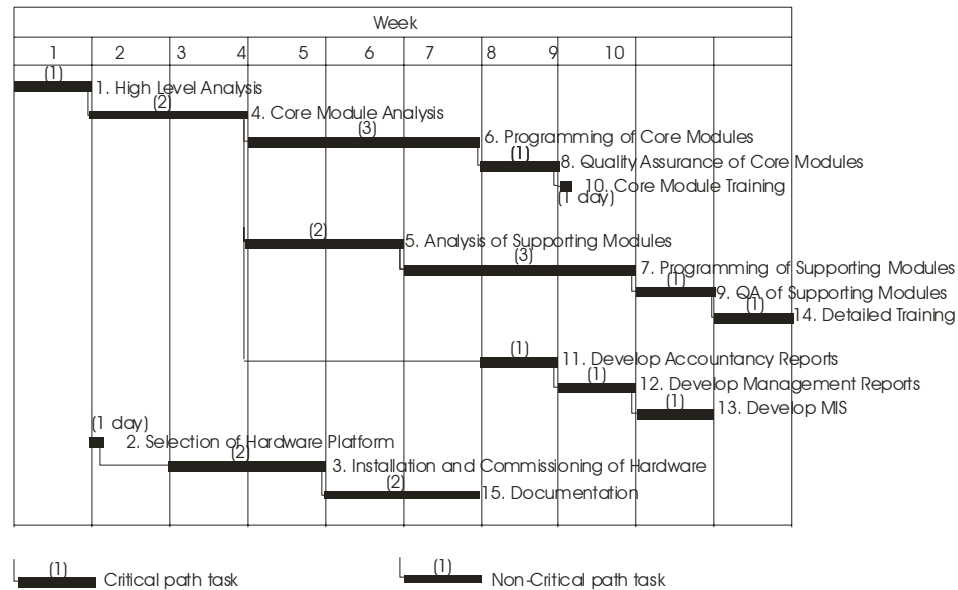 Week
1 2 3 4 5 6 7 8 9 10
(1)
1. High Level Analysis
(2)
4. Core Module Analysis
(3)
6. Programming of Core Modules
(1)
8. Quality Assurance of Core Modules
10. Core Module Training
(1 day)
(2)
5. Analysis of Supporting Modules
(3)
7. Programming of Supporting Modules
(1)
9. QA of Supporting Modules
(1)
14. Detailed Training
(1)
11. Develop Accountancy Reports
(1)
12. Develop Management Reports
(1)
13. Develop MIS
(1 day)
2. Selection of Hardware Platform
(2)
3. Installation and Commissioning of Hardware
(2)
15. Documentation
(1)
Critical path task
(1)
Non-Critical path task